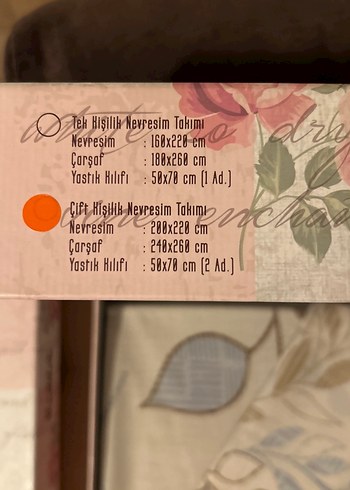 Tek Kişilik Nevresim Takımı
Nevresim : 160x220 cm
Çarşaf : 180x260 cm
Yastık Kılıfı : 50x70 cm (1 Ad.)
Çift Kişilik Nevresim Takımı
Nevresim : 200x220 cm
Çarşaf : 240x260 cm
Yastık Kılıfı : 50x70 cm (2 Ad.)